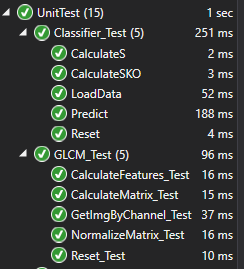 UnitTest (15) 1 sec
Classifier_Test (5) 251 ms
CalculateS 2 ms
CalculateSKO 3 ms
LoadData 52 ms
Predict 188 ms
Reset 4 ms
GLCM_Test (5) 96 ms
CalculateFeatures_Test 16 ms
CalculateMatrix_Test 15 ms
GetImgByChannel_Test 37 ms
NormalizeMatrix_Test 16 ms
Reset_Test 10 ms